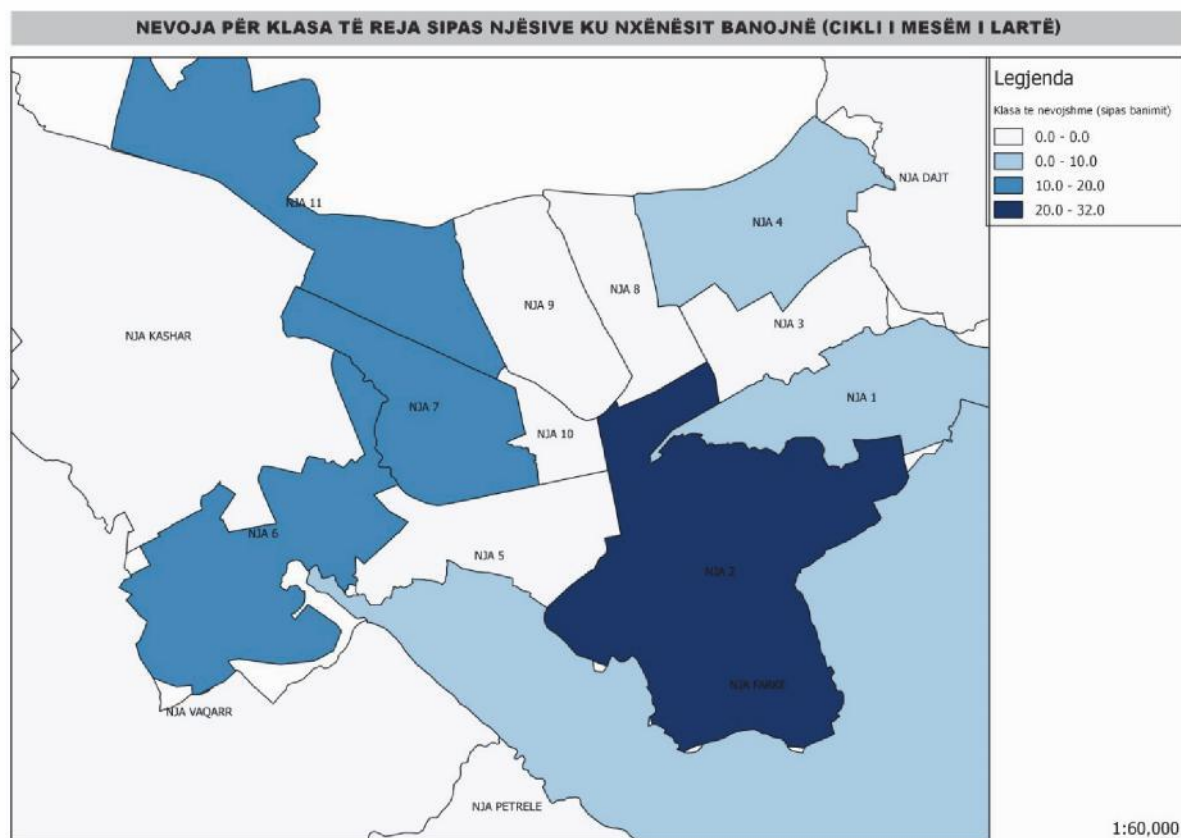 NEVOJA PËR KLASA TË REJA SIPAS NJËSIVE KU NXËNËSIT BANOJNË (CIKLI I MESËM I LARTË)
Legjenda
Klasa te nevojshme (sipas banimit)
0.0 - 0.0
0.0 - 10.0
10.0 - 20.0
20.0 - 32.0
NJA DAJT
NJA 11
NJA 4
NJA 9
NJA 8
NJA 3
NJA KASHAR
NJA 7
NJA 1
NJA 10
NJA 6
NJA 5
NJA 2
NJA FARKE
NJA VAQARR
NJA PETRELE
1:60,000